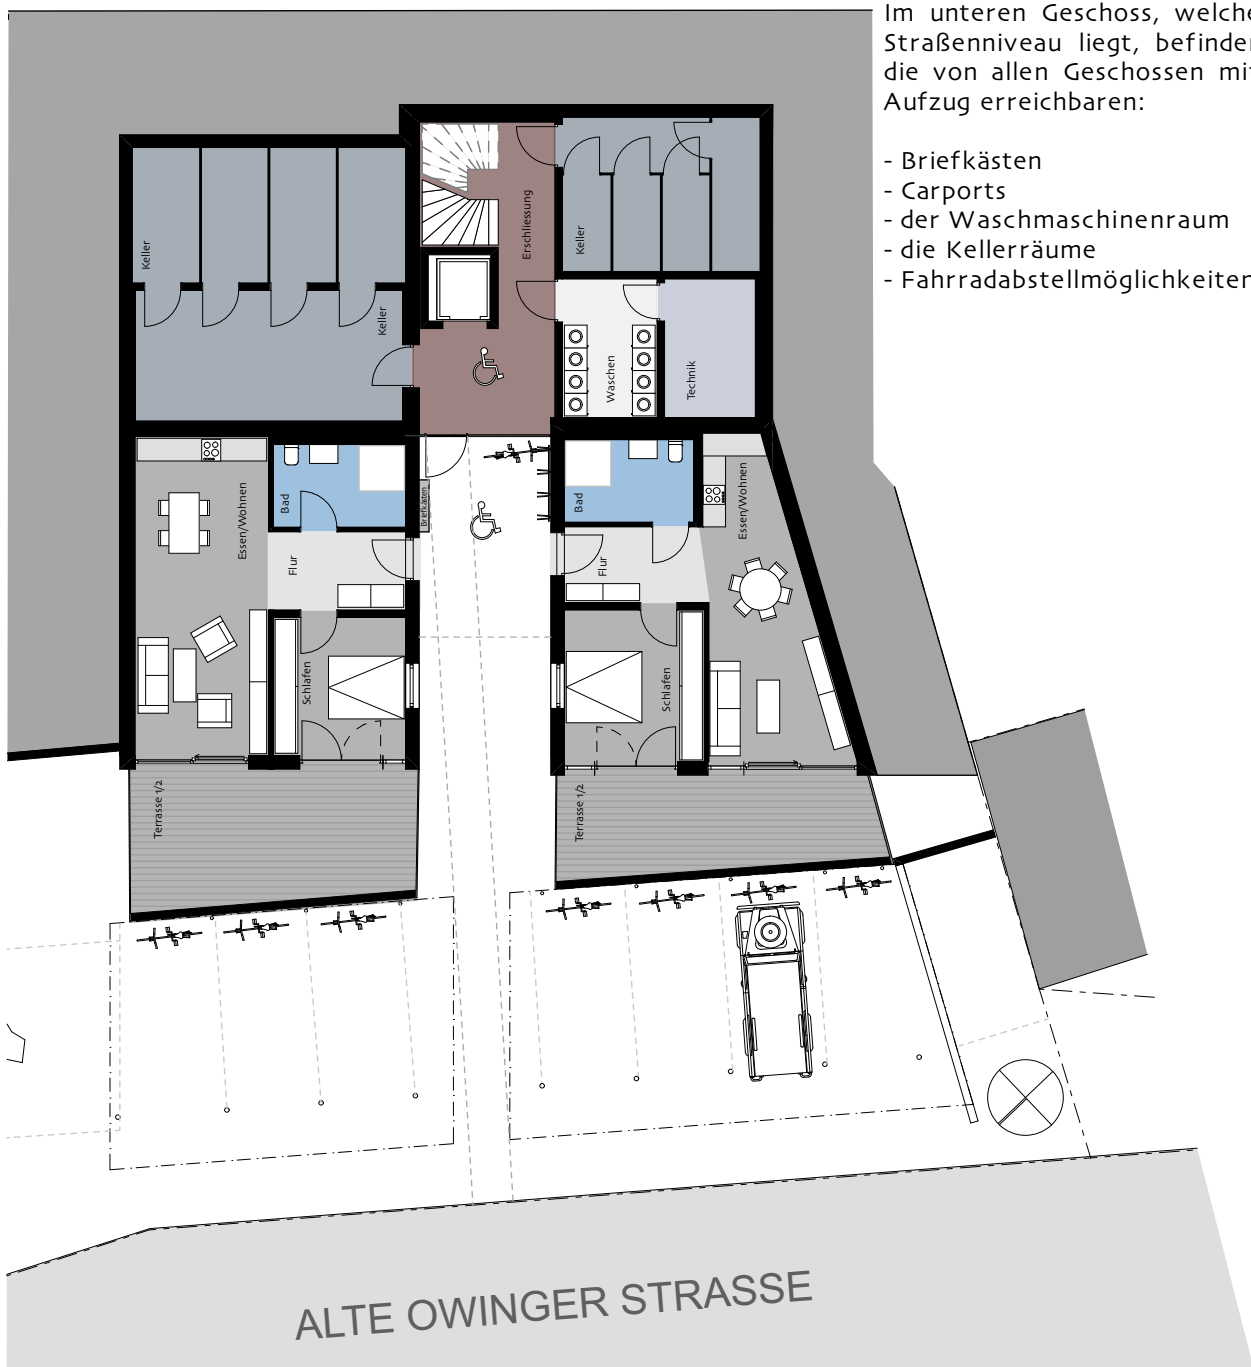 Im unteren Geschoss, welche
Straßenniveau liegt, befinden
die von allen Geschossen mit
Aufzug erreichbaren:
- Briefkästen
- Carports
- der Waschmaschinenraum
- die Kellerräume
- Fahrradabstellmöglichkeiten
Keller
Keller
Erschliessung
Keller
Waschen
Technik
Essen/Wohnen
Bad
Briefkästen
Bad
Essen/Wohnen
Flur
Flur
Schlafen
Schlafen
Terrasse 1/2
Terrasse 1/2
ALTE OWINGER STRASSE